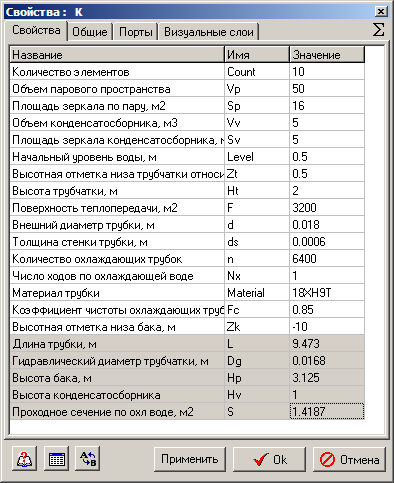 Свойства : K
Свойства Общие Порты Визуальные слои Σ
Название Имя Значение
Количество элементов Count 10
Объем парового пространства Vp 50
Площадь зеркала по пару, м2 Sp 16
Объем конденсатосборника, м3 Vv 5
Площадь зеркала конденсатосборника, м Sv 5
Начальный уровень воды, м Level 0.5
Высотная отметка низа трубчатки относи Zt 0.5
Высота трубчатки, м Ht 2
Поверхность теплопередачи, м2 F 3200
Внешний диаметр трубки, м d 0.018
Толщина стенки трубки, м ds 0.0006
Количество охлаждающих трубок n 6400
Число ходов по охлаждающей воде Nx 1
Материал трубки Material 18ХН9Т
Коэффициент чистоты охлаждающих труб Fc 0.85
Высотная отметка низа бака, м Zk -10
Длина трубки, м L 9.473
Гидравлический диаметр трубчатки, м Dg 0.0168
Высота бака, м Hp 3.125
Высота конденсатосборника Hv 1
Проходное сечение по охл воде, м2 S 1.4187
A B Применить Ok Отмена